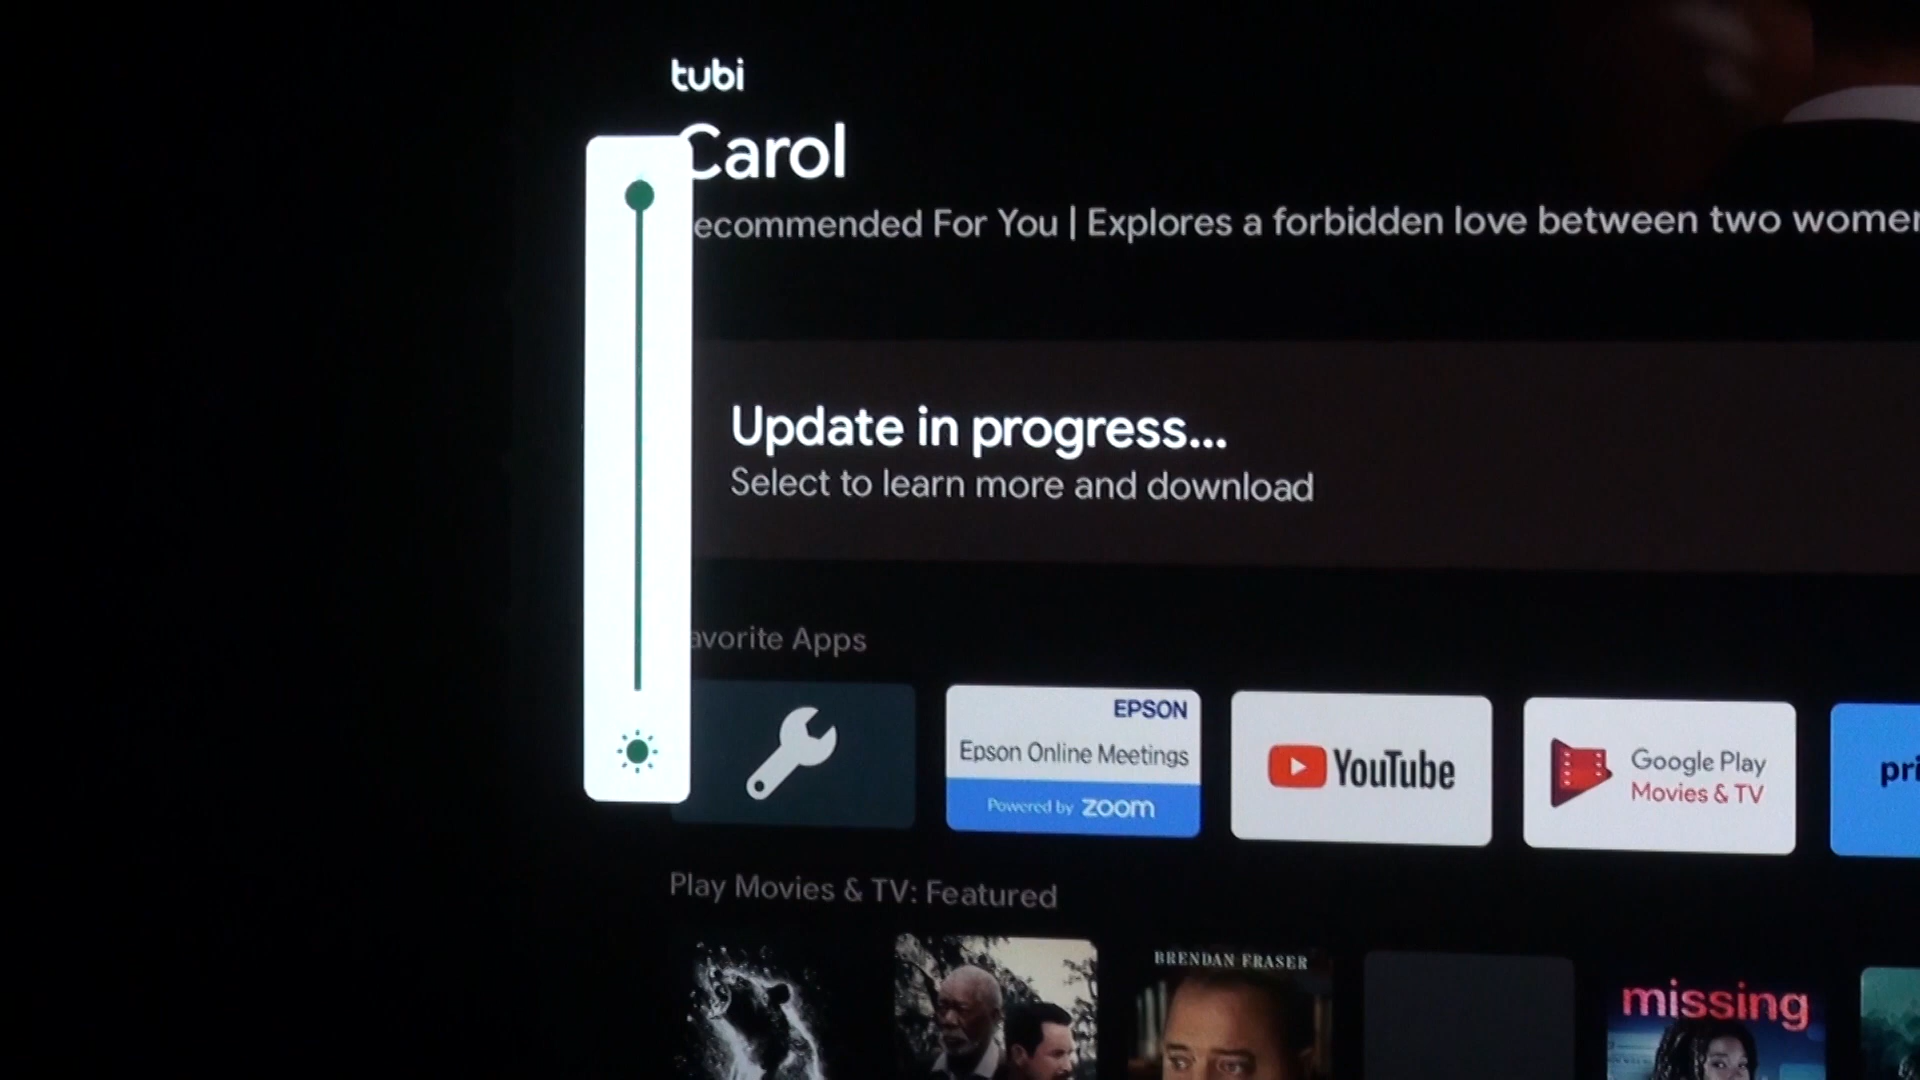 tubi
Carol
ecommended For You | Explores a forbidden love between two women
Update in progress...
Select to learn more and download
avorite Apps
EPSON
Epson Online Meetings
Powered by zoom
YouTube
Google Play
Movies & TV
pri
Play Movies & TV: Featured
BRENDAN FRASER
missing